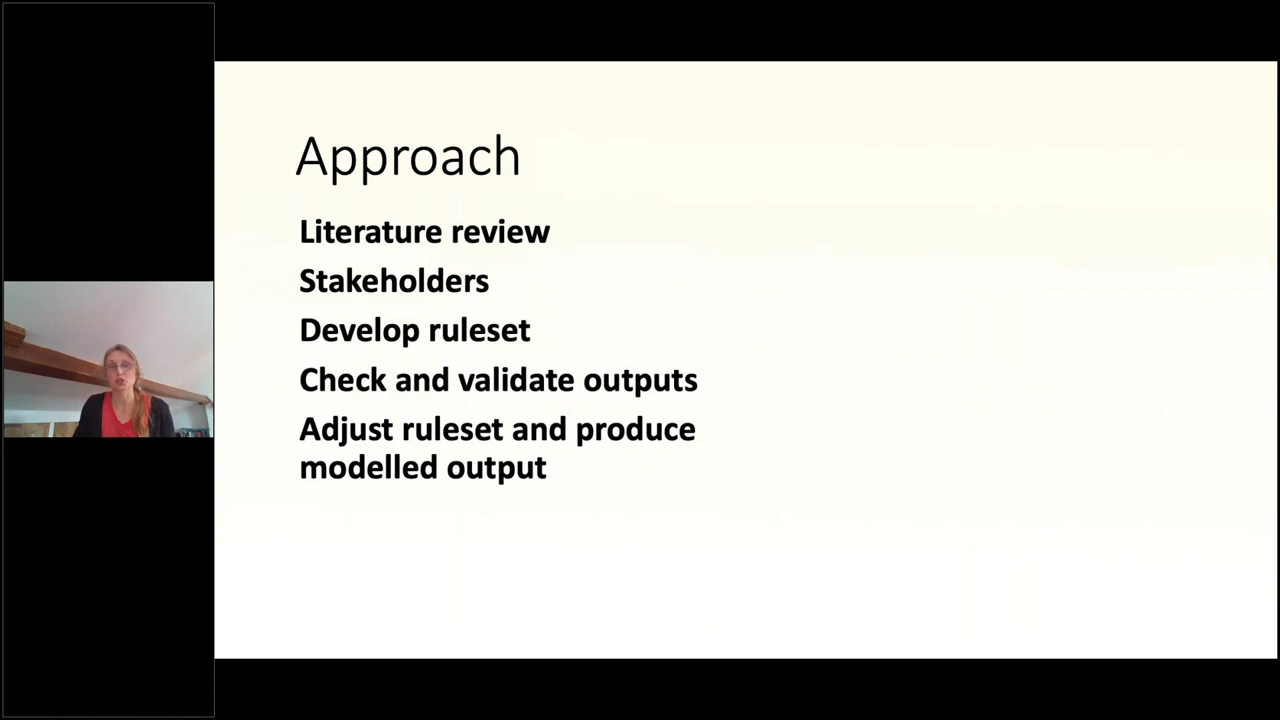 Approach
Literature review
Stakeholders
Develop ruleset
Check and validate outputs
Adjust ruleset and produce
modelled output